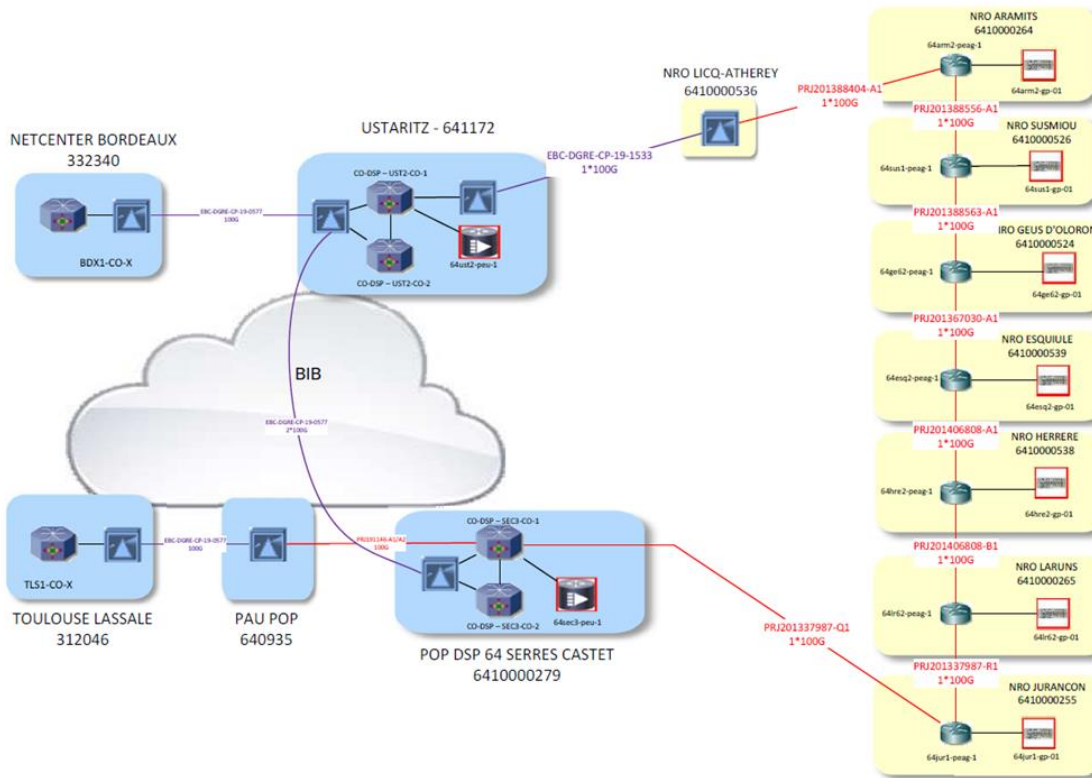 NRO ARAMITS
6410000264
64arm2-peag-1
64arm2-gp-01
NRO LICQ-ATHEREY
6410000536
PRJ201388404-A1
1*100G
PRJ201388556-A1
1*100G
NETCENTER BORDEAUX
332340
BDX1-CO-X
EBC-DGRE-CP-19-0577
100G
USTARITZ - 641172
CO-DSP – UST2-CO-1
CO-DSP – UST2-CO-2
64ust2-peu-1
EBC-DGRE-CP-19-1533
1*100G
NRO SUSMIOU
6410000526
64sus1-peag-1
64sus1-gp-01
PRJ201388563-A1
1*100G
NRO GEUS D'OLORON
6410000524
64ge62-peag-1
64ge62-gp-01
PRJ201367030-A1
1*100G
NRO ESQUIULE
6410000539
64esq2-peag-1
64esq2-gp-01
PRJ201406808-A1
1*100G
BIB
EBC-DGRE-CP-19-0577
2*100G
NRO HERRERE
6410000538
64hre2-peag-1
64hre2-gp-01
PRJ201406808-B1
1*100G
TLS1-CO-X
TOULOUSE LASSALE
312046
EBC-DGRE-CP-19-0577
100G
PAU POP
640935
100G
CO-DSP – SEC3-CO-1
CO-DSP – SEC3-CO-2
64sec3-peu-1
POP DSP 64 SERRES CASTET
6410000279
NRO LARUNS
6410000265
64lr62-peag-1
64lr62-gp-01
PRJ201337987-Q1
1*100G
PRJ201337987-R1
1*100G
NRO JURANCON
6410000255
64jur1-peag-1
64jur1-gp-01